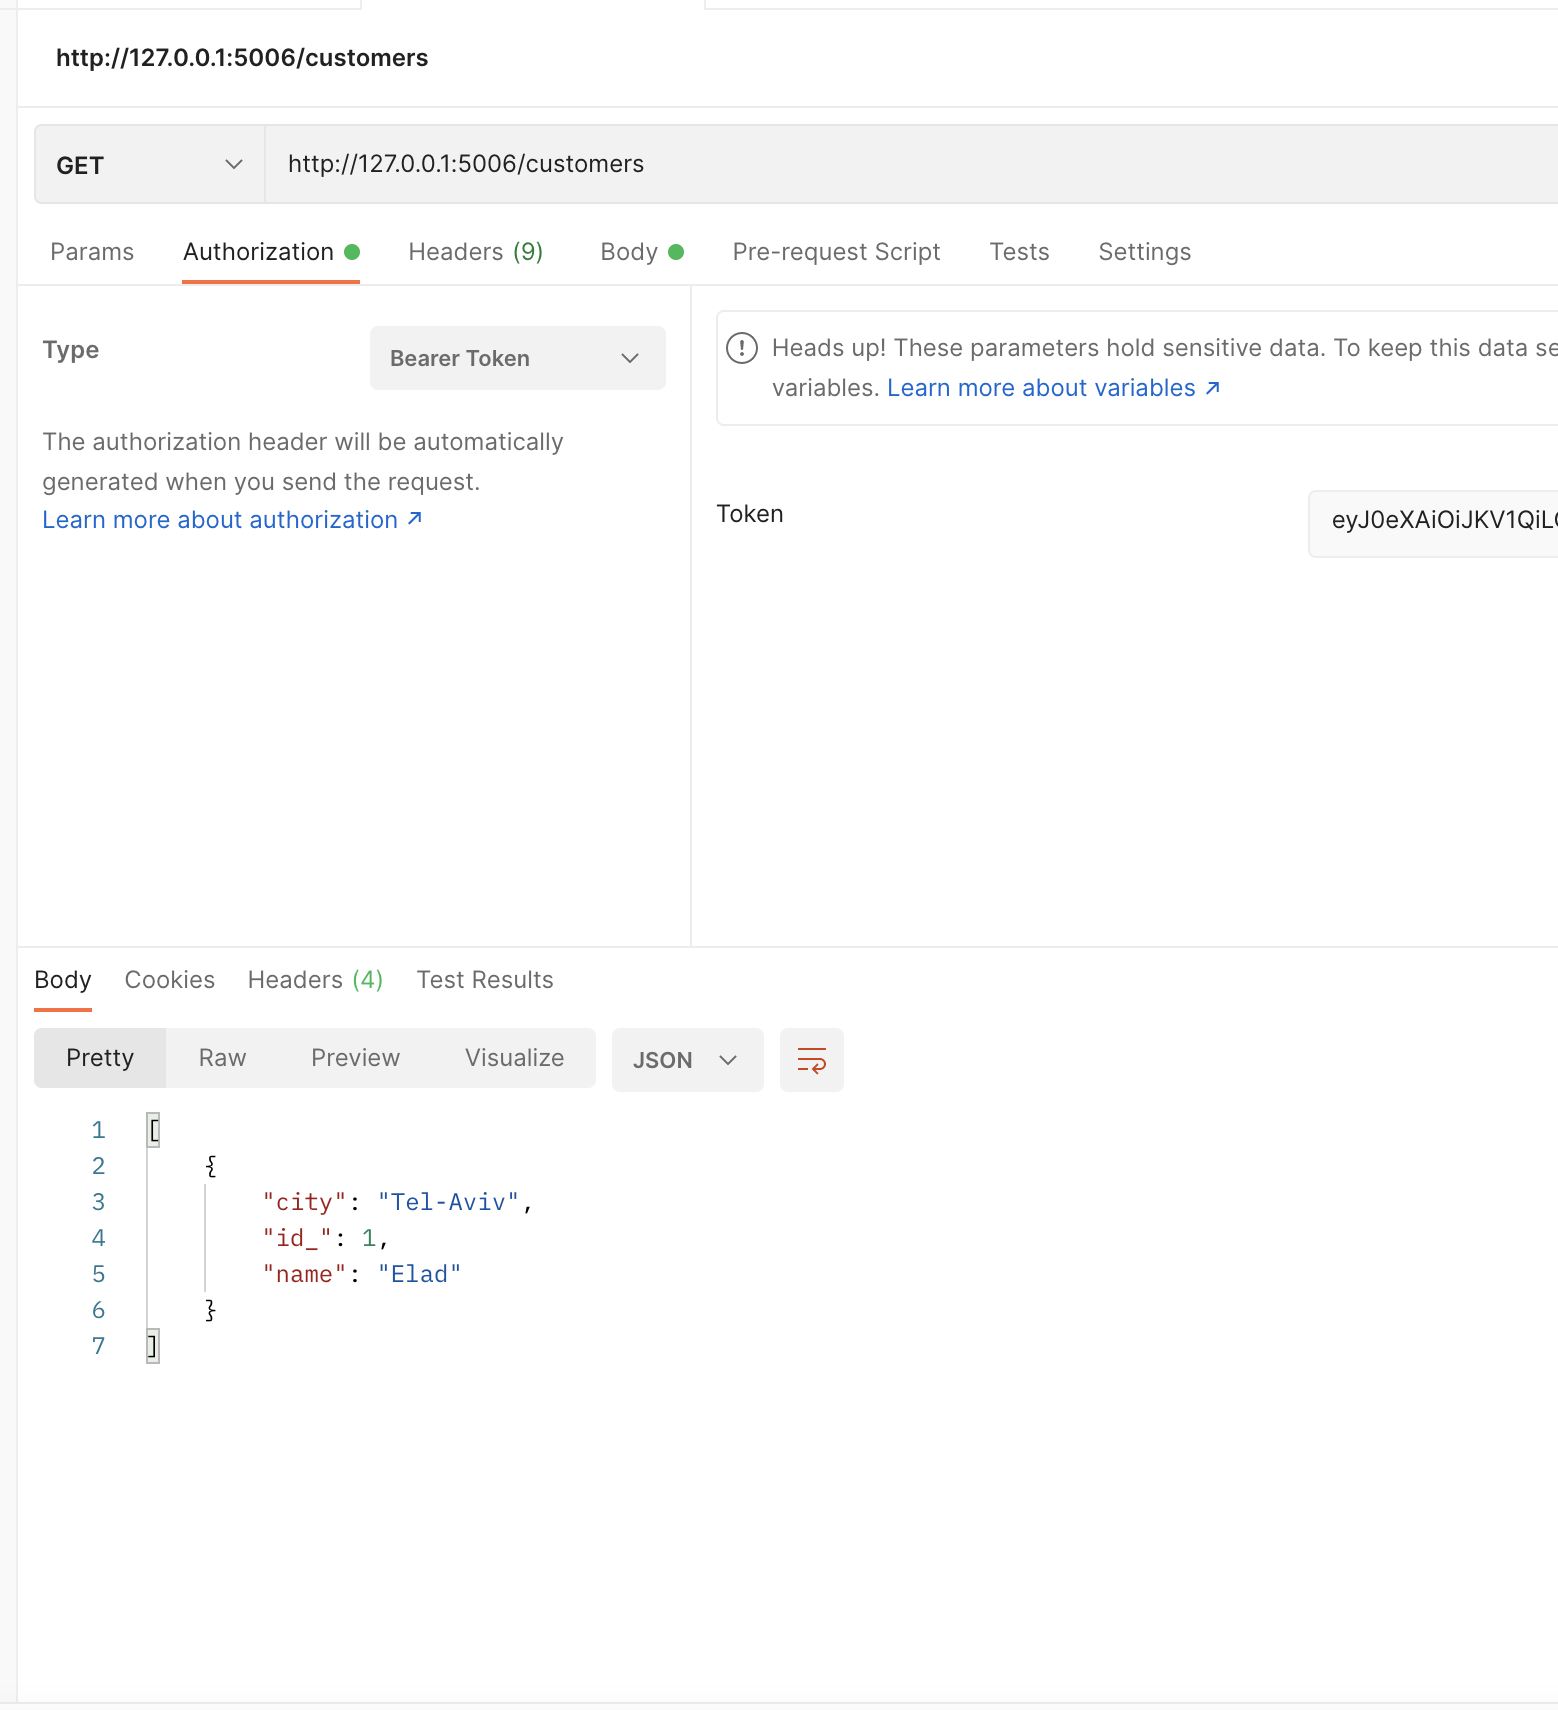 http://127.0.0.1:5006/customers
GET http://127.0.0.1:5006/customers
Params Authorization Headers (9) Body Pre-request Script Tests Settings
Type Bearer Token
The authorization header will be automatically
generated when you send the request.
Learn more about authorization ↗
Heads up! These parameters hold sensitive data. To keep this data
variables. Learn more about variables ↗
Token
Body Cookies Headers (4) Test Results
Pretty Raw Preview Visualize JSON
1 [
2 {
3 "city": "Tel-Aviv",
4 "id_": 1,
5 "name": "Elad"
6 }
7 ]